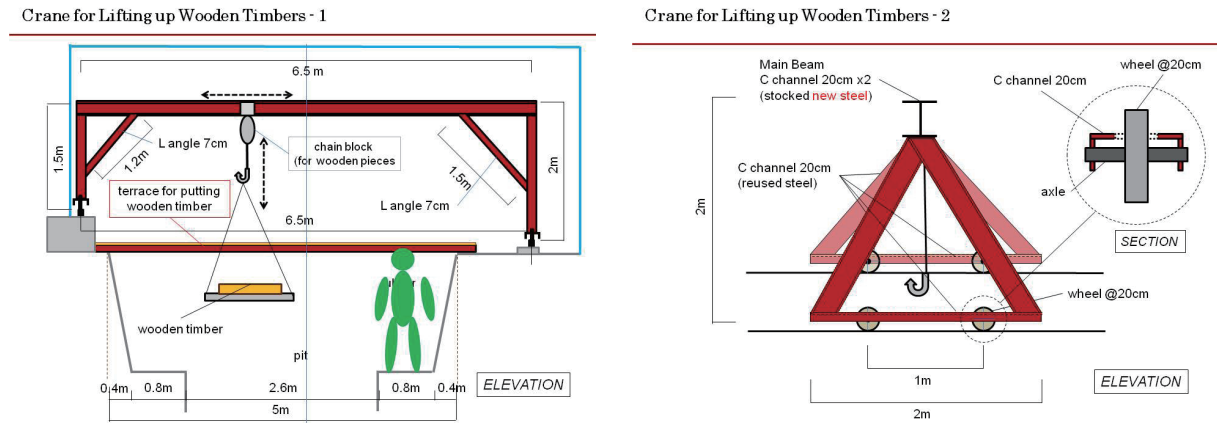 Crane for Lifting up Wooden Timbers - 1
6.5 m
1.5m
L angle 7cm
1.2m
chain block
(for wooden pieces
1.5m
2m
terrace for putting
wooden timber
L angle 7cm
6.5m
wooden timber
pit
0.4m
0.8m
2.6m
0.8m
0.4m
5m
ELEVATION
Crane for Lifting up Wooden Timbers - 2
Main Beam
C channel 20cm x2
(stocked new steel)
wheel @20cm
C channel 20cm
C channel 20cm
(reused steel)
axle
SECTION
2m
wheel @20cm
1m
2m
ELEVATION